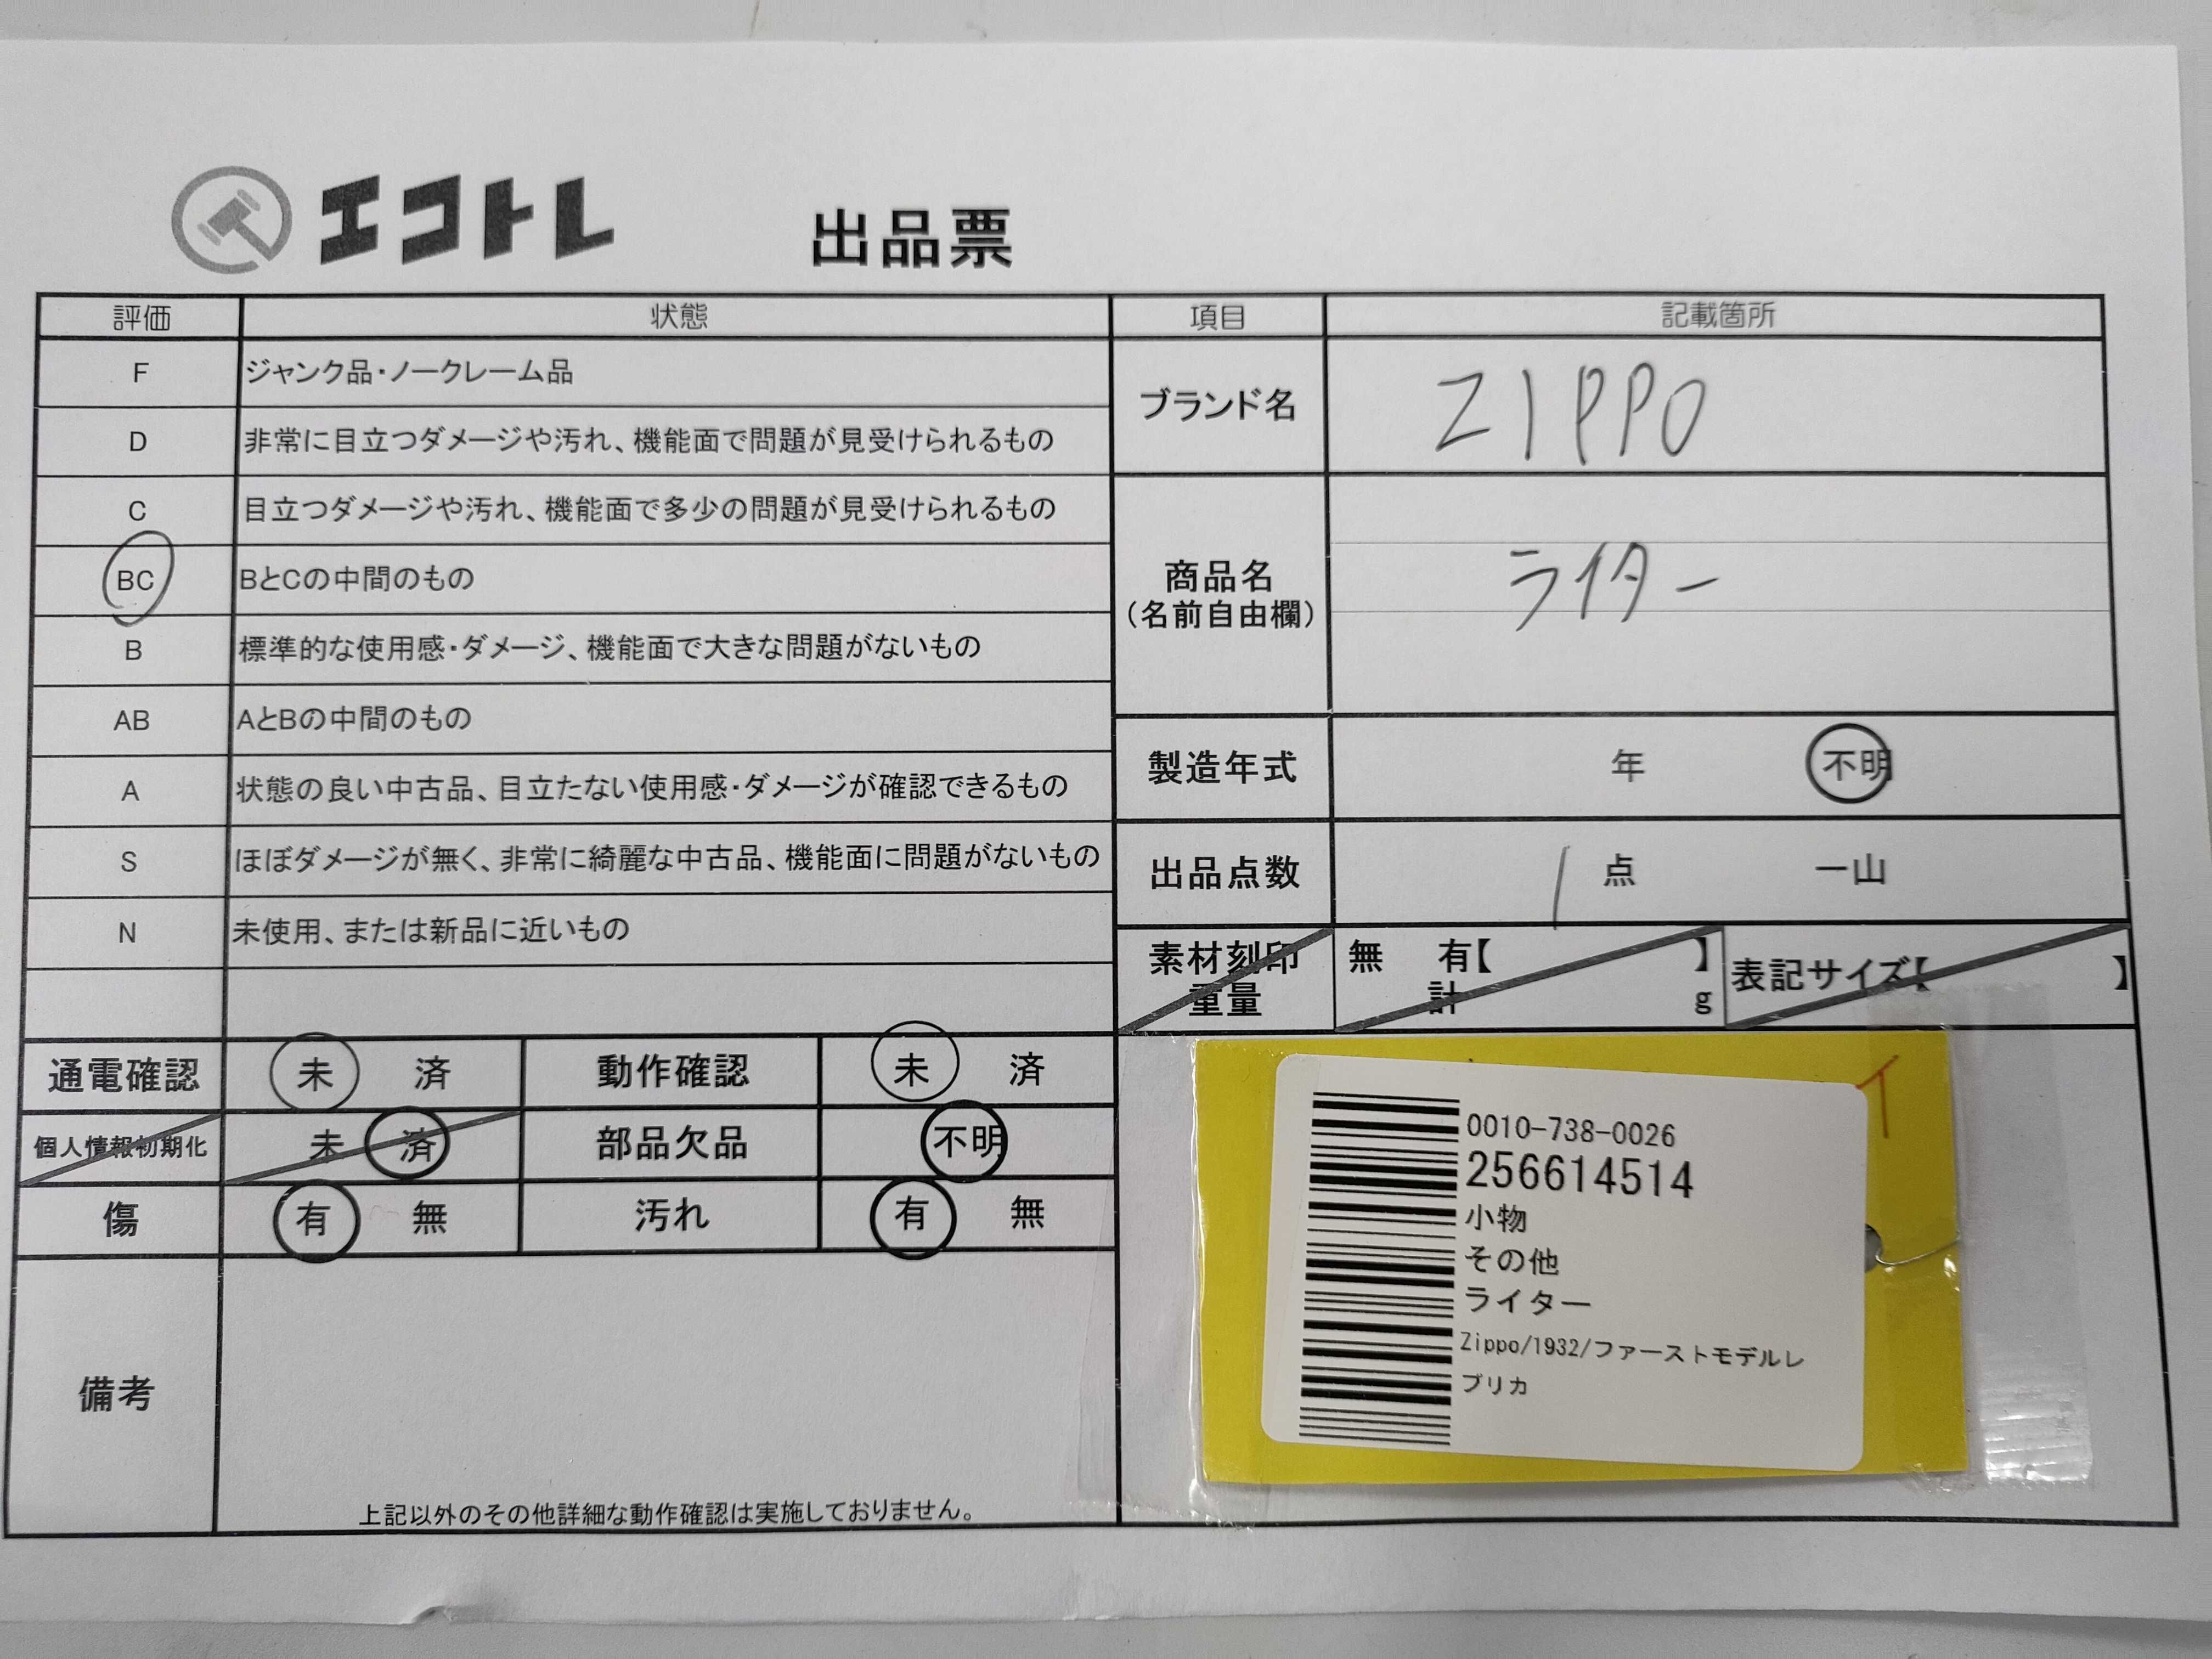 エコトレ
出品票
評価 状態 項目 記載箇所
F ジャンク品・ノークレーム品
D 非常に目立つダメージや汚れ、機能面で問題が見受けられるもの
C 目立つダメージや汚れ、機能面で多少の問題が見受けられるもの
BC BとCの中間のもの
B 標準的な使用感・ダメージ、機能面で大きな問題がないもの
AB AとBの中間のもの
A 状態の良い中古品、目立たない使用感・ダメージが確認できるもの
S ほぼダメージが無く、非常に綺麗な中古品、機能面に問題がないもの
N 未使用、または新品に近いもの
ブランド名 ZIPPO
商品名
(名前自由欄)
ライター
製造年式 年 不明
出品点数 1 点 一山
素材刻印
重量
無 有【 】
計 g
表記サイズ【 】
通電確認 未 済 動作確認 未 済
個人情報初期化 未 済 部品欠品 不明
傷 有 無 汚れ 有 無
備考
上記以外のその他詳細な動作確認は実施しておりません。
イ
0010-738-0026
256614514
小物
その他
ライター
Zippo/1932/ファーストモデルレ
プリカ